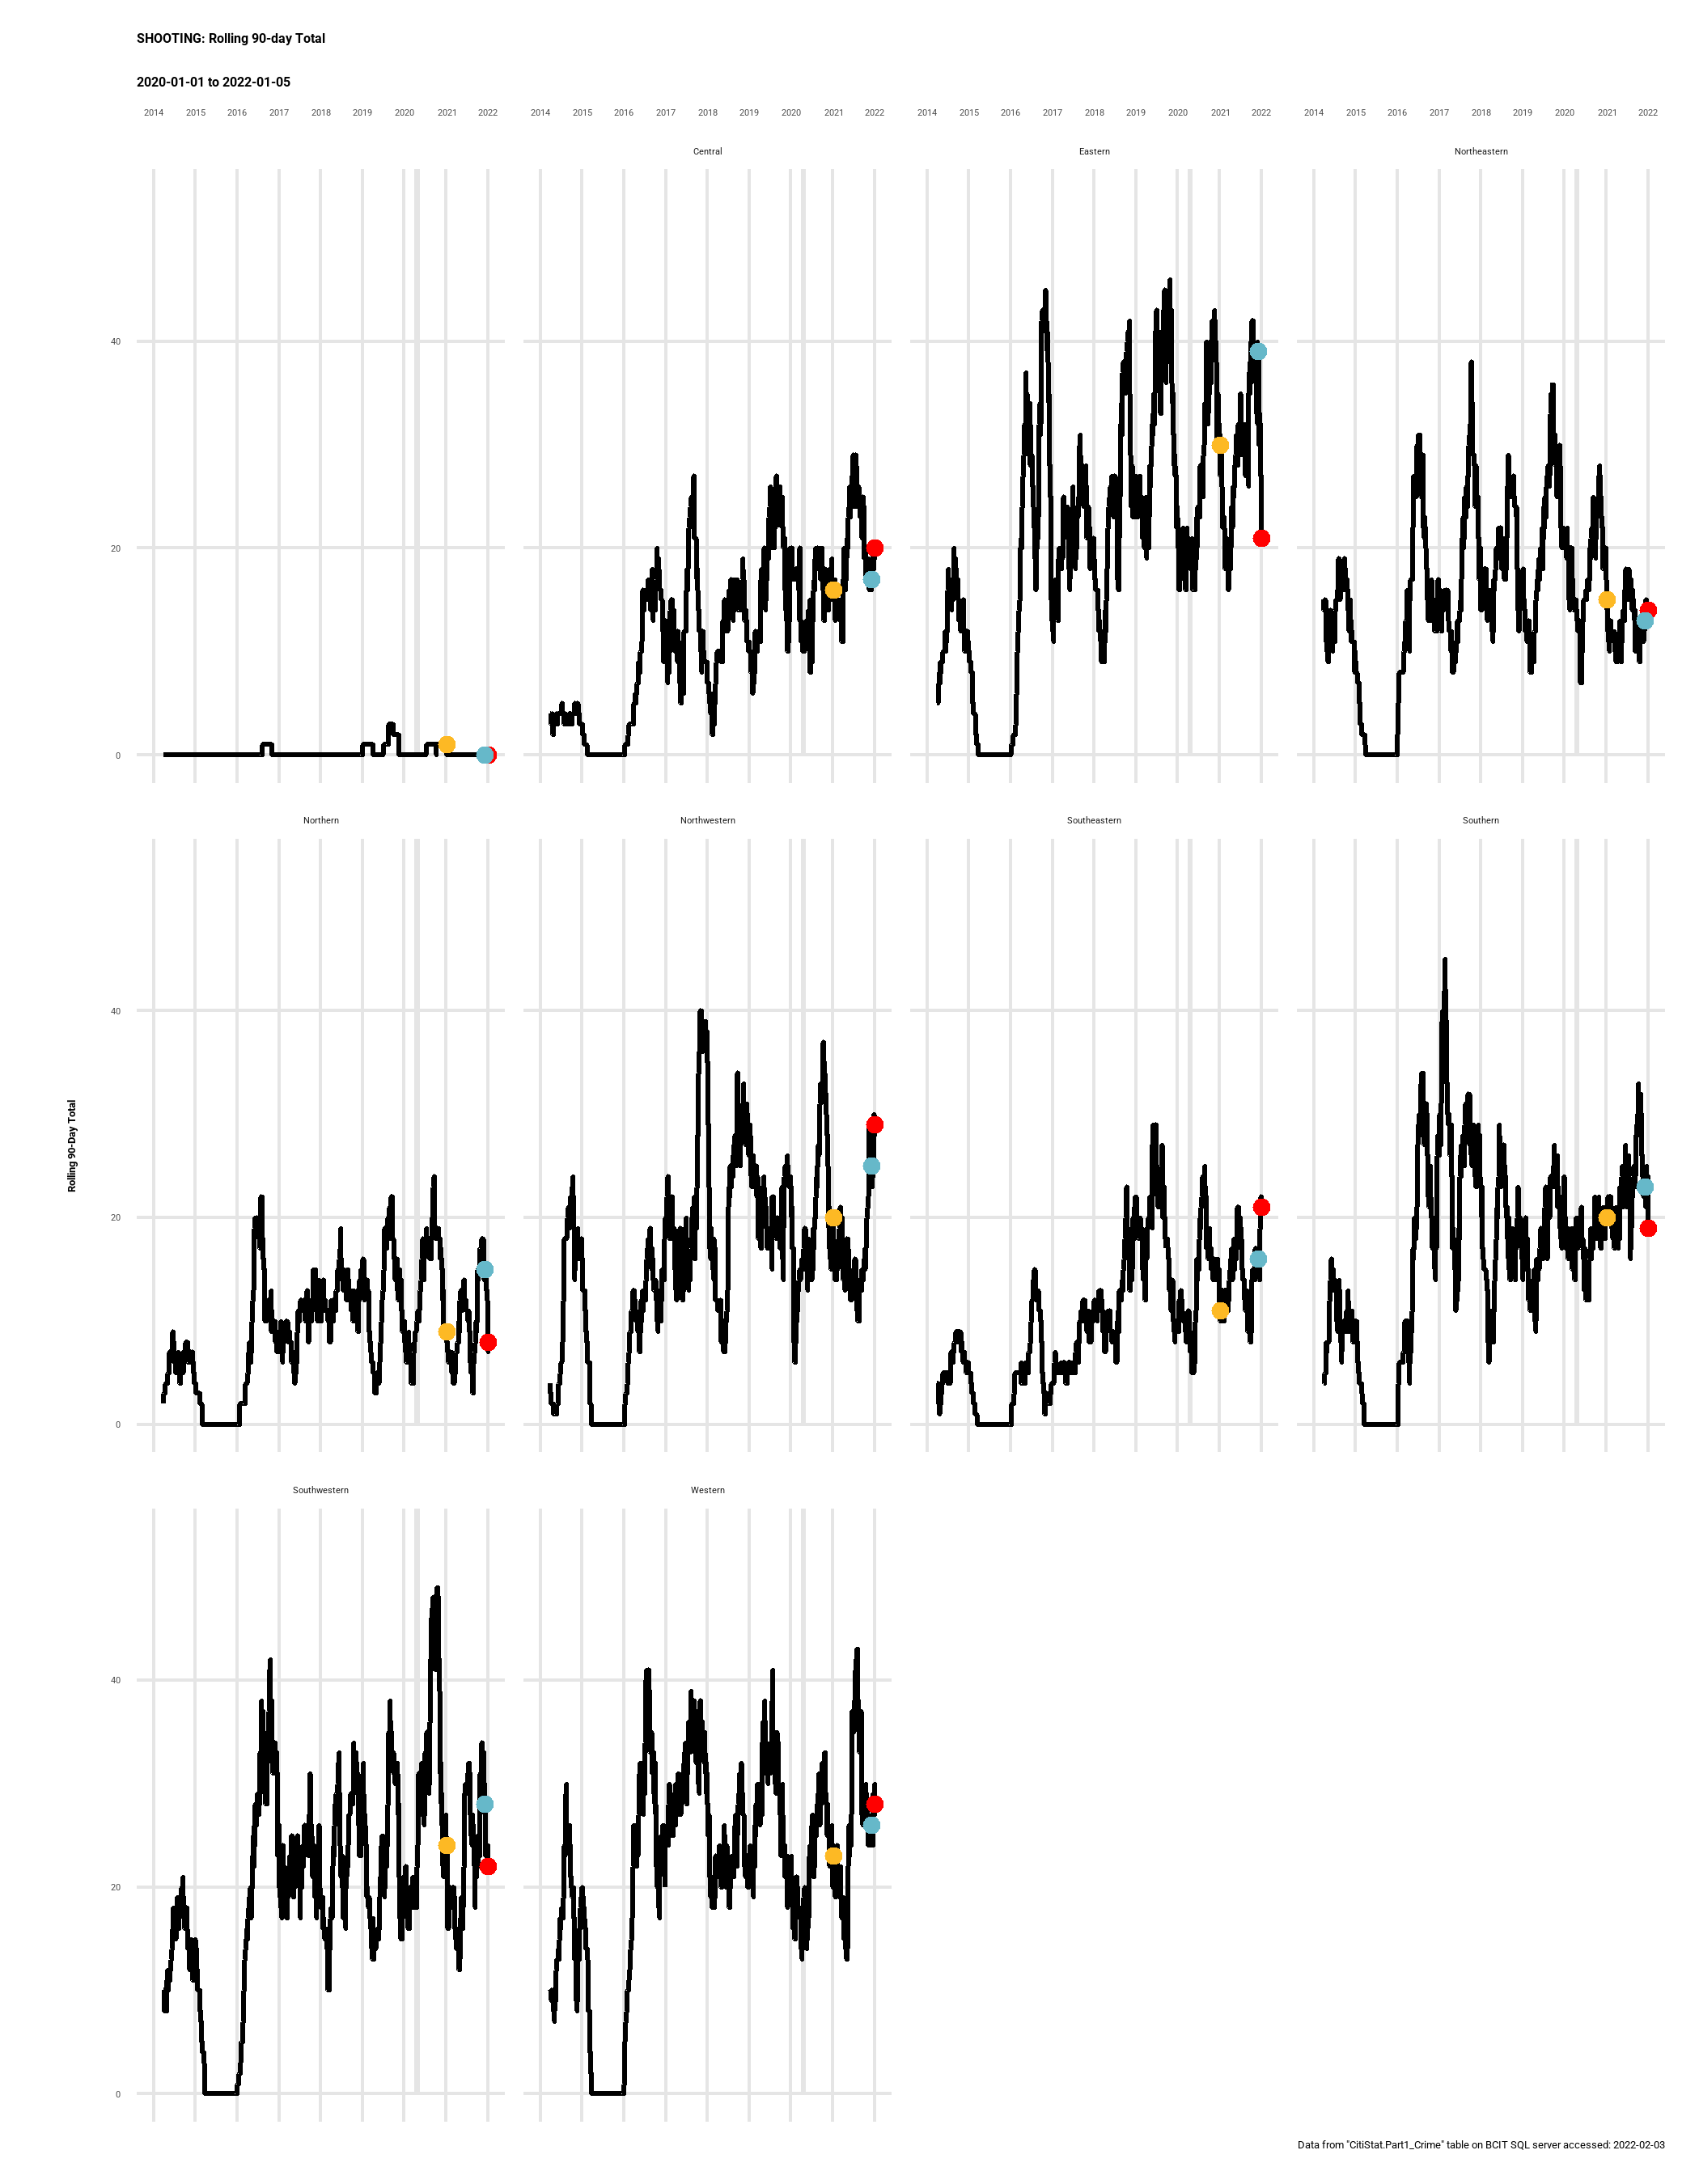 SHOOTING: Rolling 90-day Total
2020-01-01 to 2022-01-05
2014 2015 2016 2017 2018 2019 2020 2021 2022 2014 2015 2016 2017 2018 2019 2020 2021 2022 2014 2015 2016 2017 2018 2019 2020 2021 2022 2014 2015 2016 2017 2018 2019 2020 2021 2022
Central Eastern Northeastern
40
20
0
Northern Northwestern Southeastern Southern
40
20
0
Rolling 90-Day Total
Southwestern Western
40
20
0
Data from "CitiStat.Part1_Crime" table on BCIT SQL server accessed: 2022-02-03